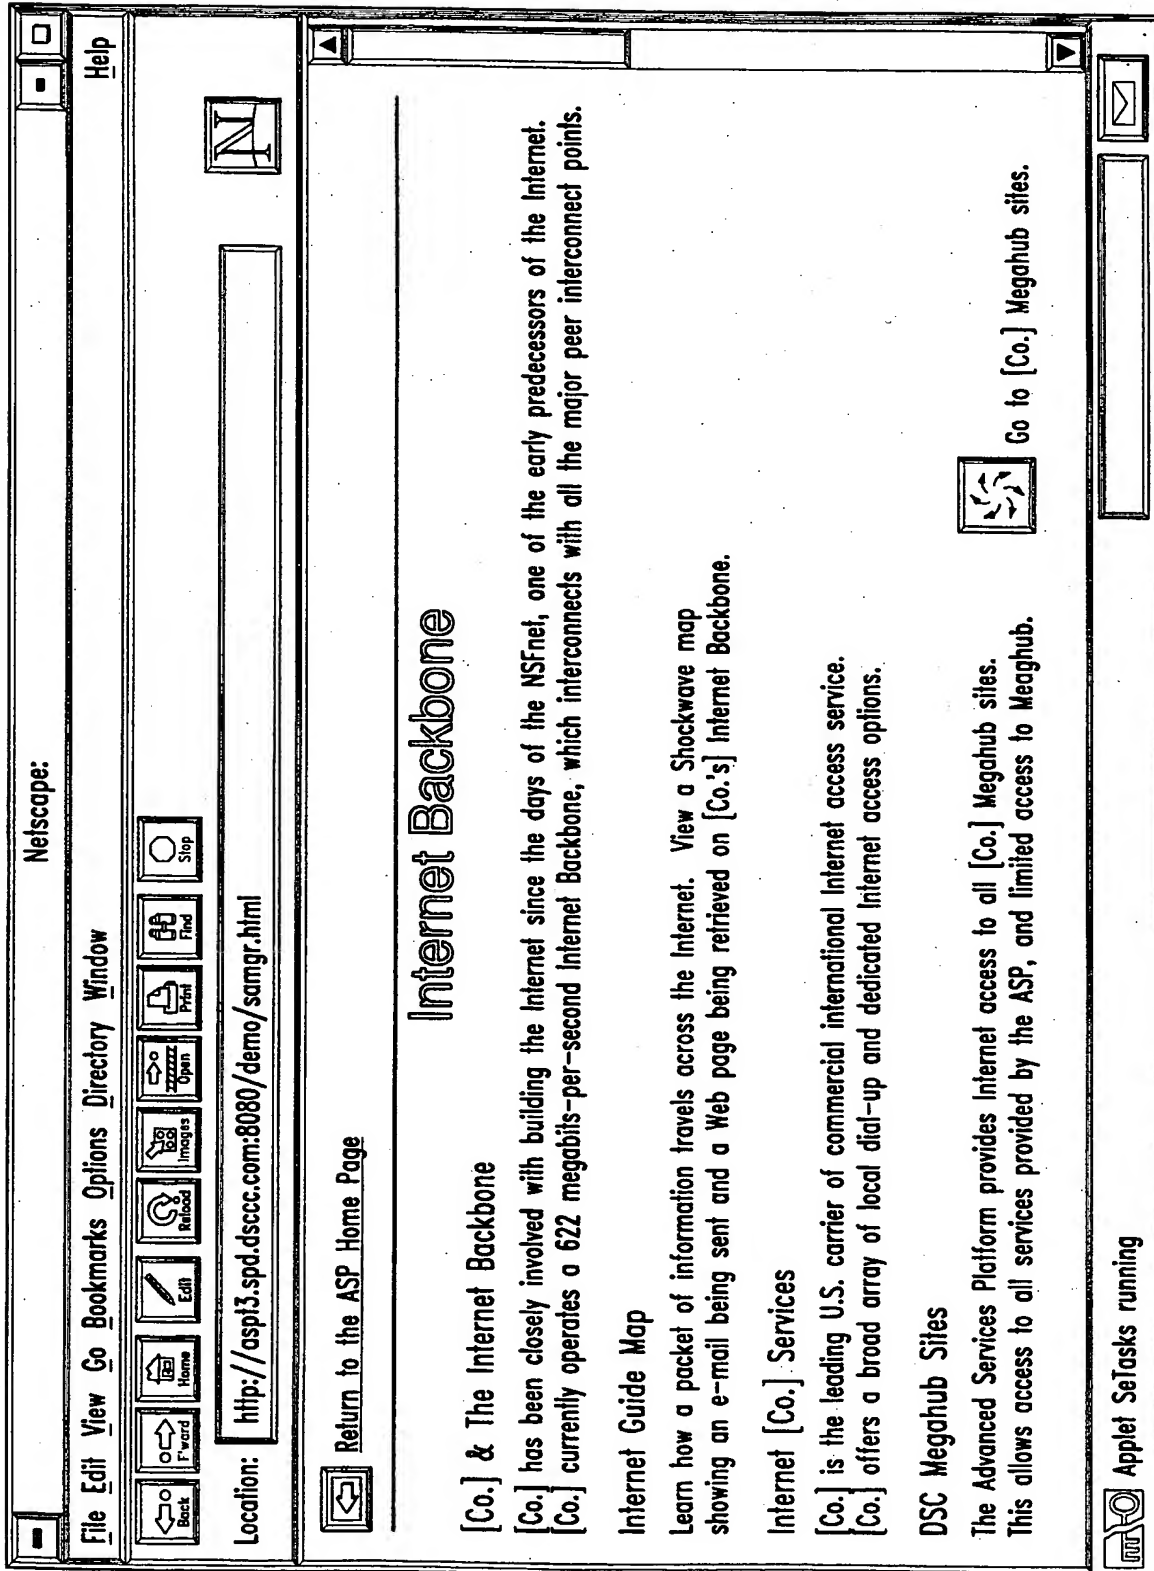 Netscape:
File Edit View Go Bookmarks Options Directory Window Help
Back F'ward Home Edit Reload Images Open Print Find Stop
N
Location: http://aspt3.spd.dsccc.com:8080/demo/samgr.html
Return to the ASP Home Page
Internet Backbone
[Co.] & The Internet Backbone
[Co.] has been closely involved with building the Internet since the days of the NSFnet, one of the early predecessors of the Internet.
[Co.] currently operates a 622 megabits-per-second Internet Backbone, which interconnects with all the major peer interconnect points.
Internet Guide Map
Learn how a packet of information travels across the Internet. View a Shockwave map
showing an e-mail being sent and a Web page being retrieved on [Co.'s] Internet Backbone.
Internet [Co.] Services
[Co.] is the leading U.S. carrier of commercial international Internet access service.
[Co.] offers a broad array of local dial-up and dedicated Internet access options.
DSC Megahub Sites
The Advanced Services Platform provides Internet access to all [Co.] Megahub sites.
This allows access to all services provided by the ASP, and limited access to Meaghub.
Go to [Co.] Megahub sites.
Applet SeTasks running